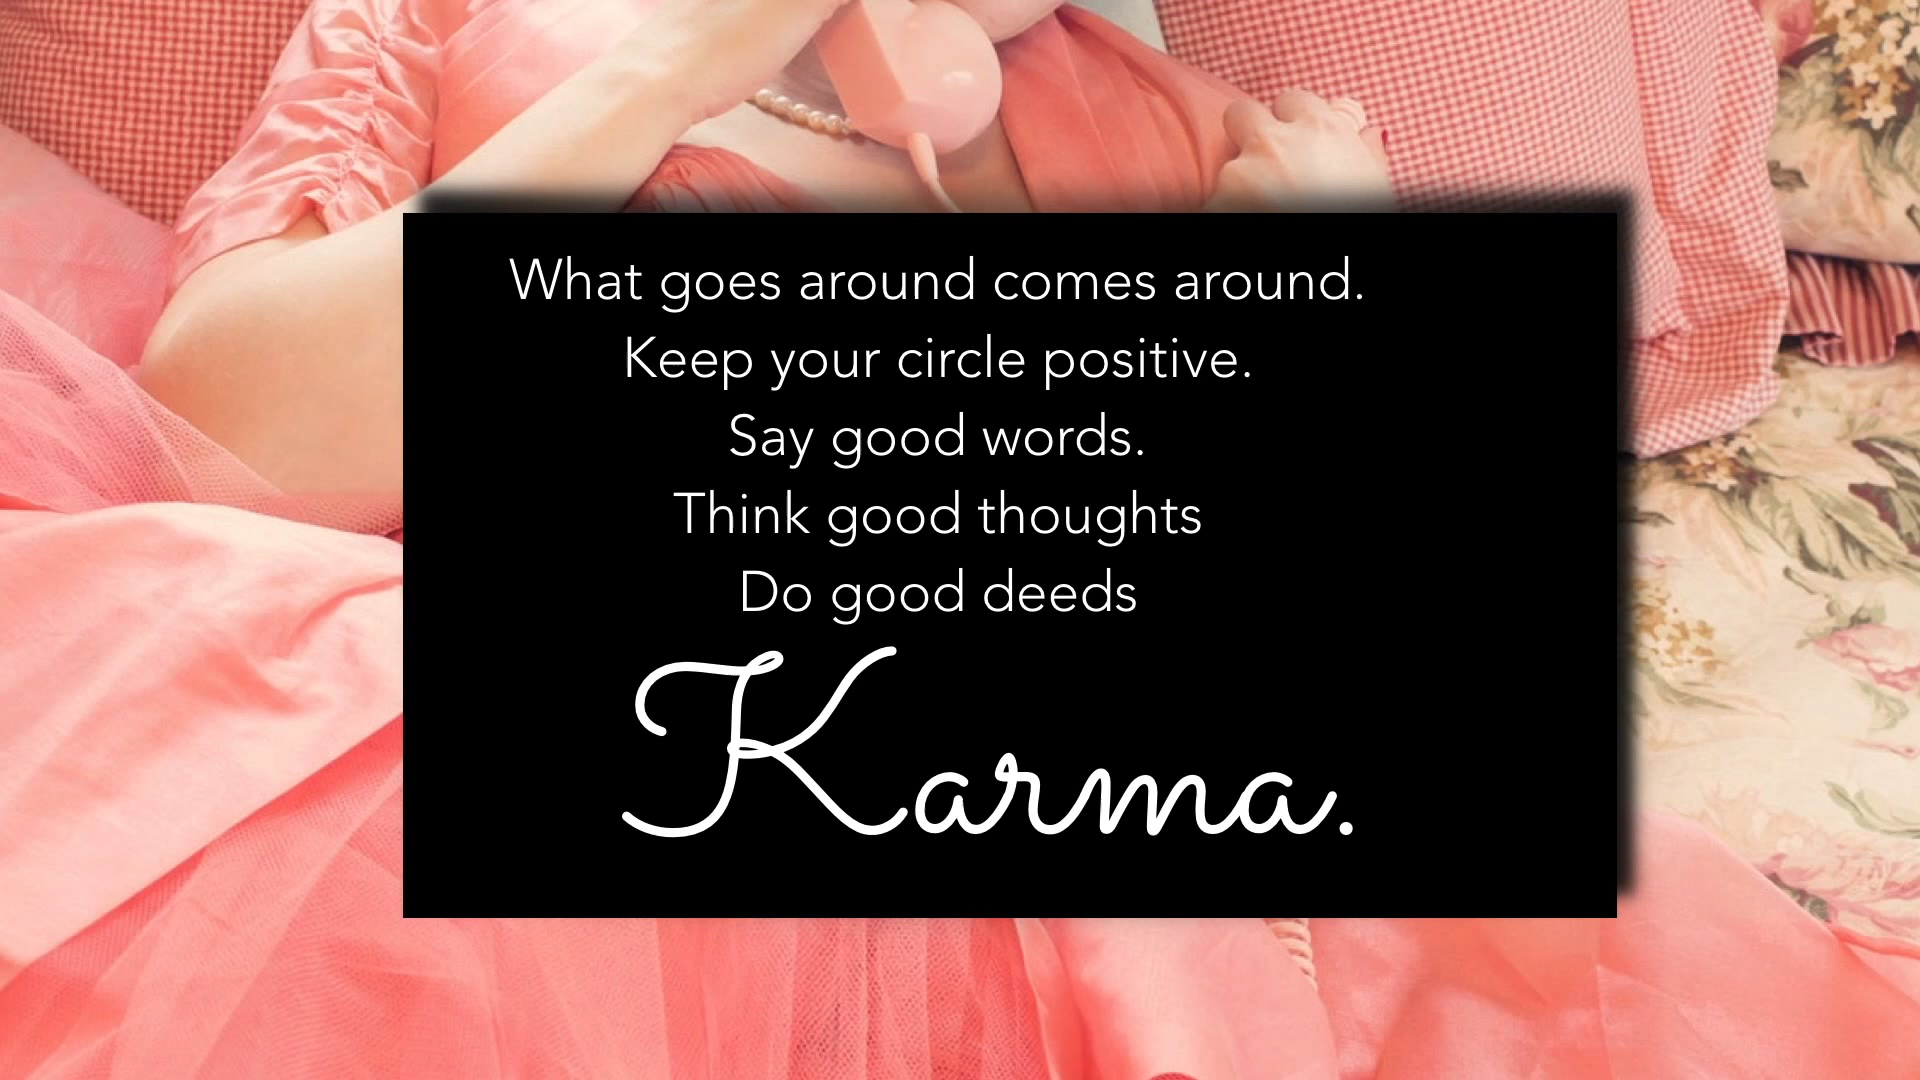 What goes around comes around.
Keep your circle positive.
Say good words.
Think good thoughts
Do good deeds
Karma.